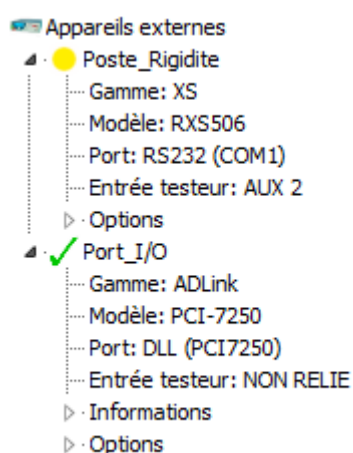 Appareils externes
Poste_Rigidite
Gamme: XS
Modèle: RXS506
Port: RS232 (COM1)
Entrée testeur: AUX 2
Options
Port_I/O
Gamme: ADLink
Modèle: PCI-7250
Port: DLL (PCI7250)
Entrée testeur: NON RELIE
Informations
Options